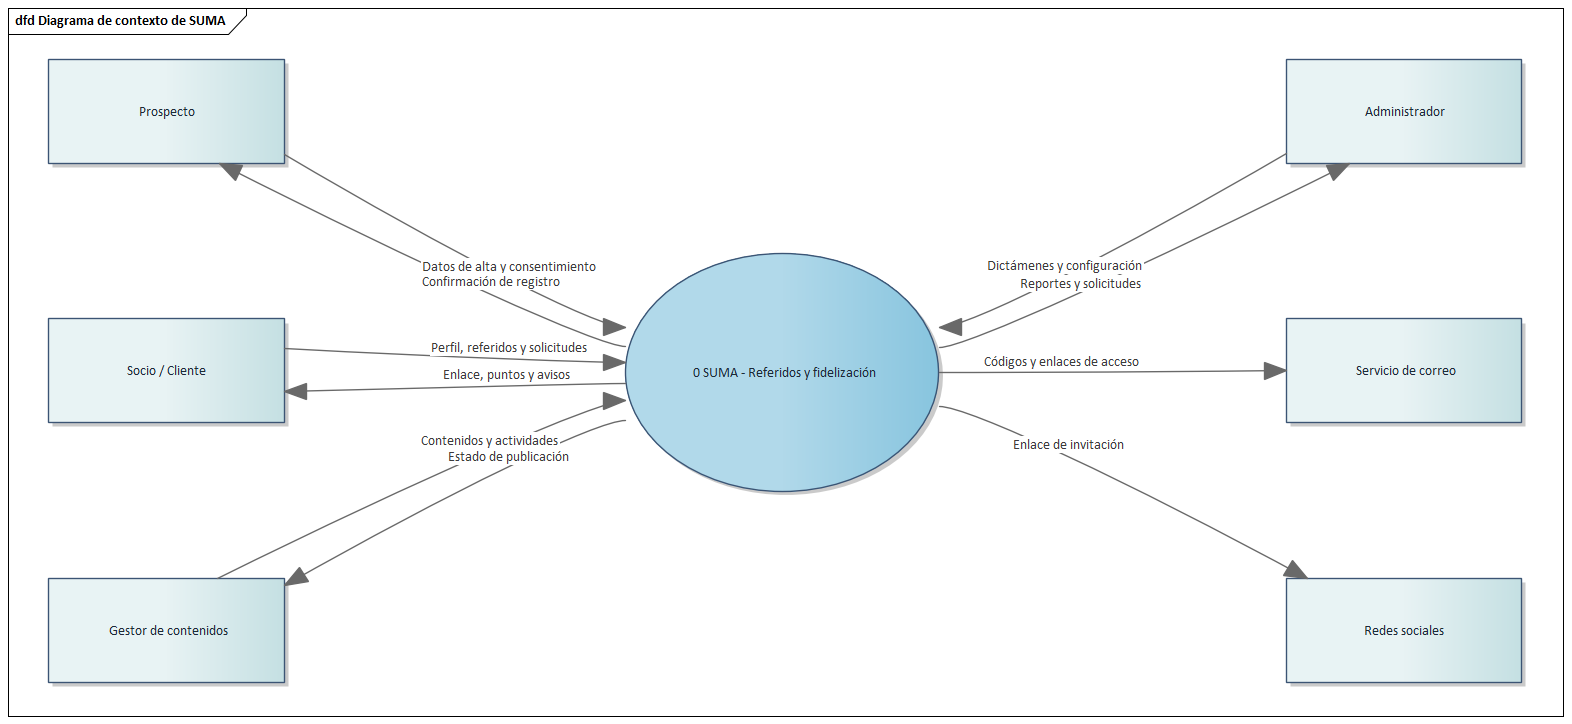 dfd Diagrama de contexto de SUMA
Prospecto
Administrador
Datos de alta y consentimiento
Confirmación de registro
Dictámenes y configuración
Reportes y solicitudes
Socio / Cliente
Perfil, referidos y solicitudes
Enlace, puntos y avisos
0 SUMA - Referidos y fidelización
Códigos y enlaces de acceso
Servicio de correo
Contenidos y actividades
Estado de publicación
Enlace de invitación
Gestor de contenidos
Redes sociales